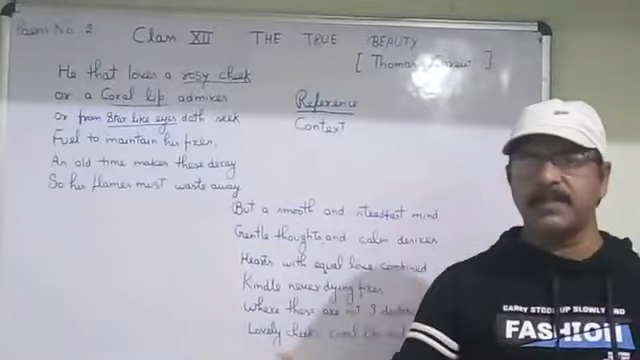 Poem No. 2
Class XII THE TRUE BEAUTY
[ Thomas Carew ]
He that loves a rosy cheek
or a Coral lip admires
or from Star like eyes doth seek
Fuel to maintain his fires.
An old time makes these decay
So his flames must waste away
Reference
Context
But a smooth and steadfast mind
Gentle thoughts and calm desires
Hearts with equal love combined
Kindle never dying fires
Where these are not I
Lovely cheeks
FASHION